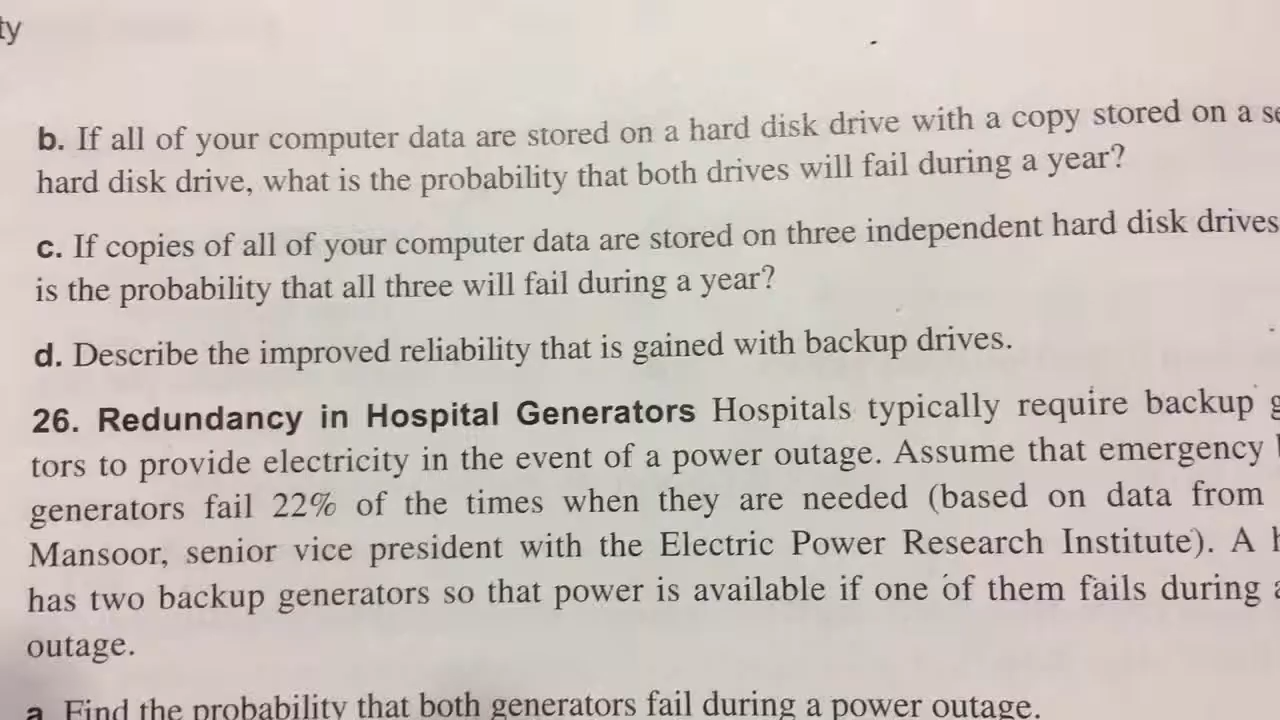 ty
b. If all of your computer data are stored on a hard disk drive with a copy stored on a se
hard disk drive, what is the probability that both drives will fail during a year?
c. If copies of all of your computer data are stored on three independent hard disk drives
is the probability that all three will fail during a year?
d. Describe the improved reliability that is gained with backup drives.
26. Redundancy in Hospital Generators Hospitals typically require backup g
tors to provide electricity in the event of a power outage. Assume that emergency
generators fail 22% of the times when they are needed (based on data from
Mansoor, senior vice president with the Electric Power Research Institute). A h
has two backup generators so that power is available if one of them fails during a
outage.
a Find the probability that both generators fail during a power outage.